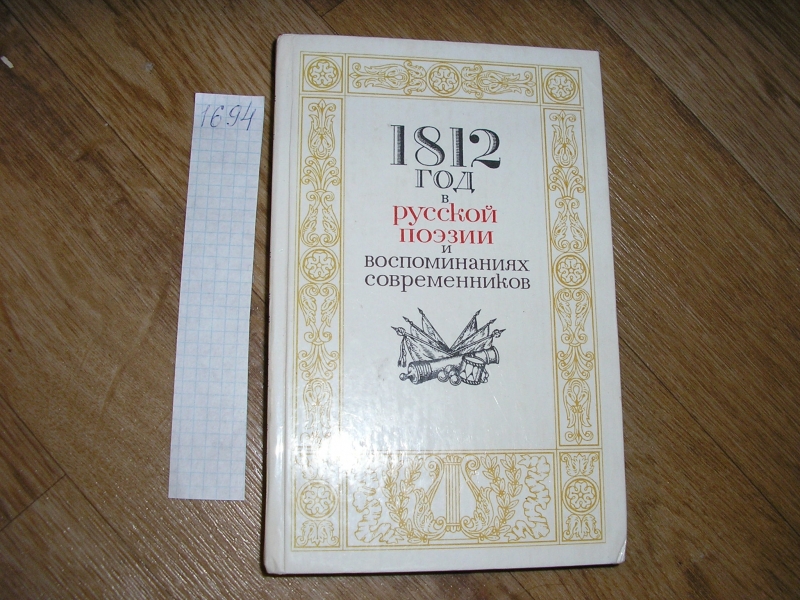 1694
1812
ГОД
в
русской
поэзии
и
воспоминаниях
современников